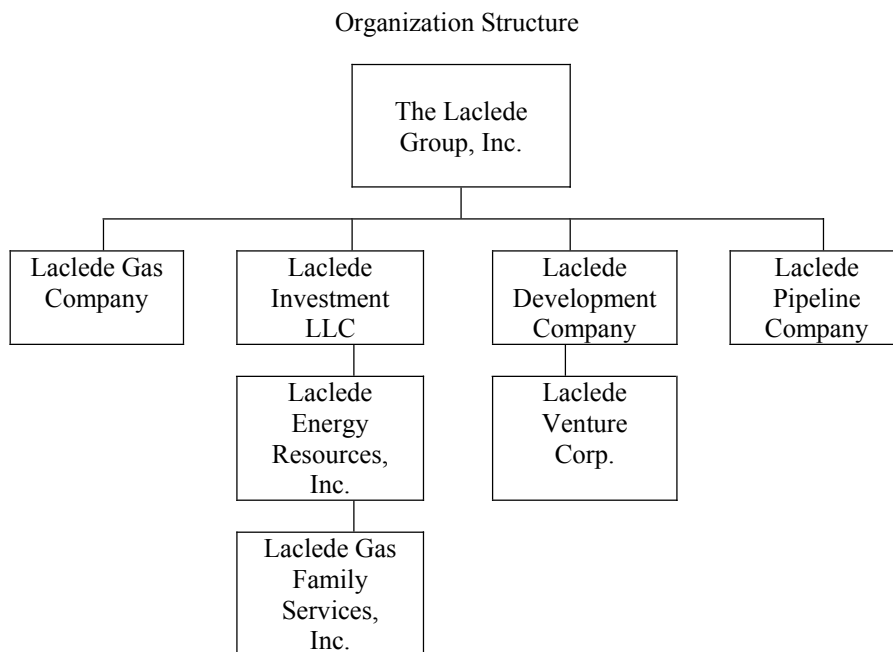 Organization Structure
The Laclede
Group, Inc.
Laclede Gas
Company
Laclede
Investment
LLC
Laclede
Development
Company
Laclede
Pipeline
Company
Laclede
Energy
Resources,
Inc.
Laclede
Venture
Corp.
Laclede Gas
Family
Services,
Inc.